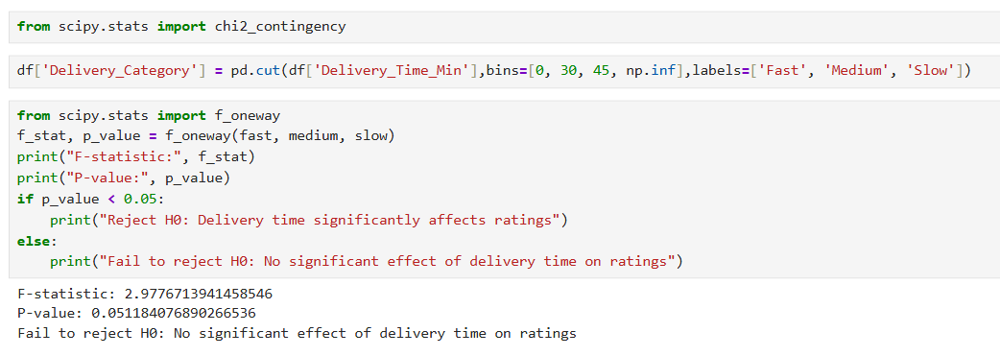 from scipy.stats import chi2_contingency
df['Delivery_Category'] = pd.cut(df['Delivery_Time_Min'],bins=[0, 30, 45, np.inf],labels=['Fast', 'Medium', 'Slow'])
from scipy.stats import f_oneway
f_stat, p_value = f_oneway(fast, medium, slow)
print("F-statistic:", f_stat)
print("P-value:", p_value)
if p_value < 0.05:
    print("Reject H0: Delivery time significantly affects ratings")
else:
    print("Fail to reject H0: No significant effect of delivery time on ratings")
F-statistic: 2.9776713941458546
P-value: 0.051184076890266536
Fail to reject H0: No significant effect of delivery time on ratings